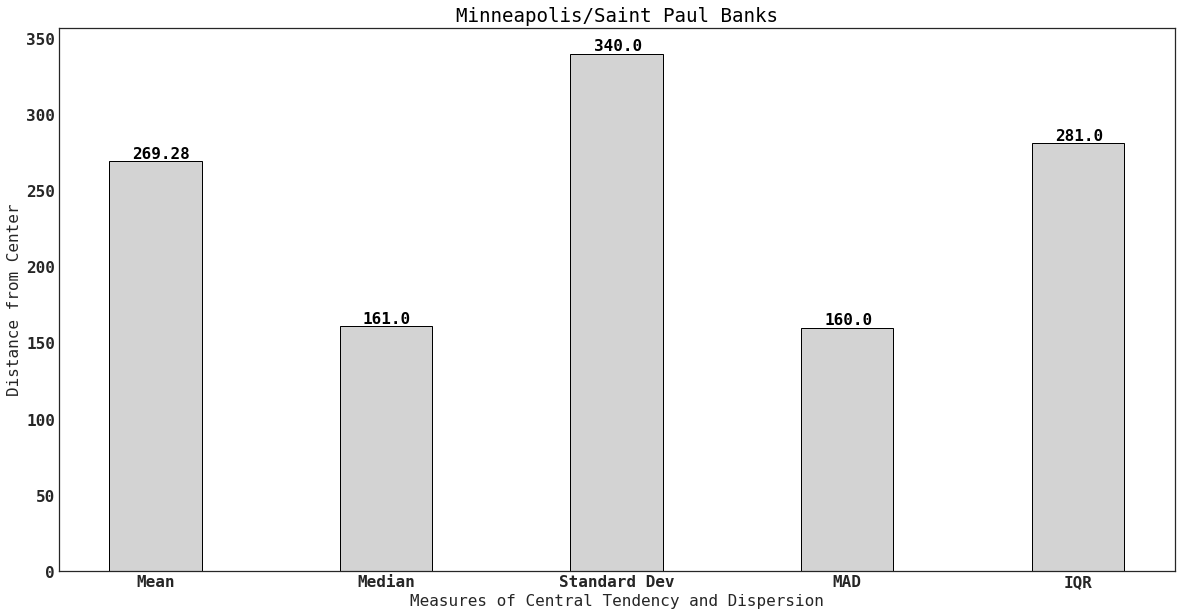 Minneapolis/Saint Paul Banks
350
300
250
200
150
100
50
0
Distance from Center
269.28
161.0
340.0
160.0
281.0
Mean
Median
Standard Dev
MAD
IQR
Measures of Central Tendency and Dispersion